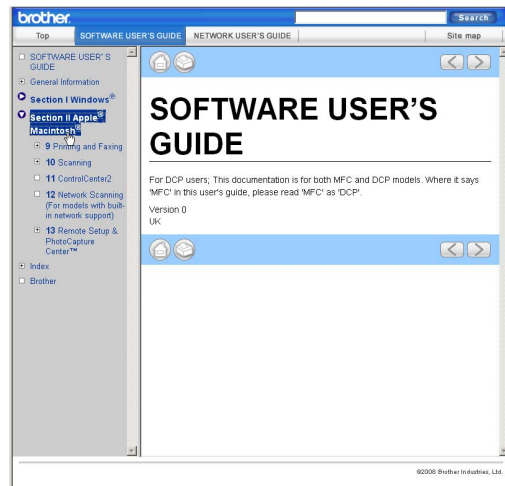 brother.
Search
Top
SOFTWARE USER'S GUIDE
NETWORK USER'S GUIDE
Site map
SOFTWARE USER' S
GUIDE
General Information
Section I Windows®
Section II Apple®
Macintosh®
9 Printing and Faxing
10 Scanning
11 ControlCenter2
12 Network Scanning
(For models with built-
in network support)
13 Remote Setup &
PhotoCapture
Center™
Index
Brother
SOFTWARE USER'S
GUIDE
For DCP users; This documentation is for both MFC and DCP models. Where it says
'MFC' in this user's guide, please read 'MFC' as 'DCP'.
Version 0
UK
©2008 Brother Industries, Ltd.